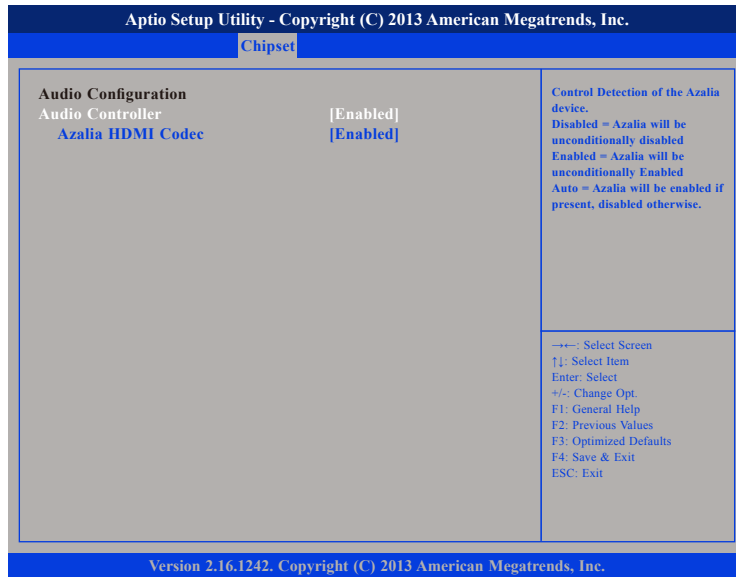 Aptio Setup Utility - Copyright (C) 2013 American Megatrends, Inc.
Chipset
Audio Configuration
Audio Controller [Enabled]
Azalia HDMI Codec [Enabled]
Control Detection of the Azalia
device.
Disabled = Azalia will be
unconditionally disabled
Enabled = Azalia will be
unconditionally Enabled
Auto = Azalia will be enabled if
present, disabled otherwise.
→←: Select Screen
↑↓: Select Item
Enter: Select
+/-: Change Opt.
F1: General Help
F2: Previous Values
F3: Optimized Defaults
F4: Save & Exit
ESC: Exit
Version 2.16.1242. Copyright (C) 2013 American Megatrends, Inc.